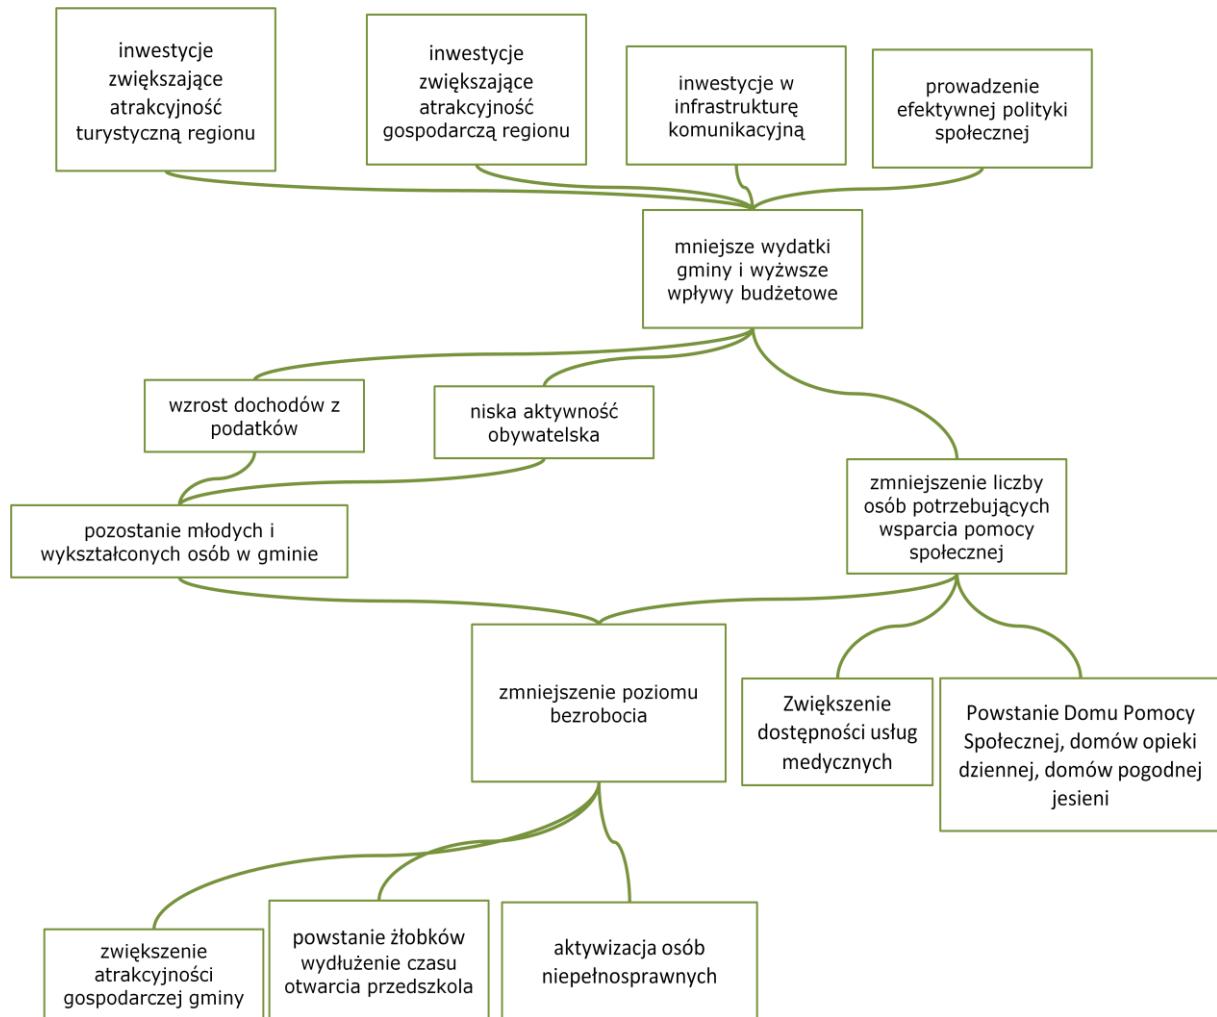 inwestycje
zwiększające
atrakcyjność
turystyczną regionu
inwestycje
zwiększające
atrakcyjność
gospodarczą regionu
inwestycje w
infrastrukturę
komunikacyjną
prowadzenie
efektywnej polityki
społecznej
mniejsze wydatki
gminy i wyżwsze
wpływy budżetowe
wzrost dochodów z
podatków
niska aktywność
obywatelska
zmniejszenie liczby
osób potrzebujących
wsparcia pomocy
społecznej
pozostanie młodych i
wykształconych osób w gminie
zmniejszenie poziomu
bezrobocia
Zwiększenie
dostępności usług
medycznych
Powstanie Domu Pomocy
Społecznej, domów opieki
dziennej, domów pogodnej
jesieni
zwiększenie
atrakcyjności
gospodarczej gminy
powstanie żłobków
wydłużenie czasu
otwarcia przedszkola
aktywizacja osób
niepełnosprawnych